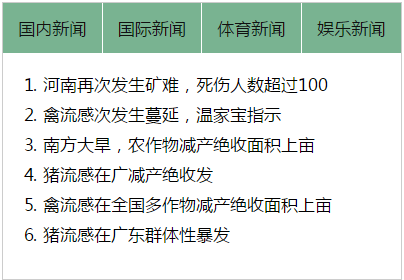 国内新闻 国际新闻 体育新闻 娱乐新闻
1. 河南再次发生矿难，死伤人数超过100
2. 禽流感次发生蔓延，温家宝指示
3. 南方大旱，农作物减产绝收面积上亩
4. 猪流感在广减产绝收发
5. 禽流感在全国多作物减产绝收面积上亩
6. 猪流感在广东群体性暴发